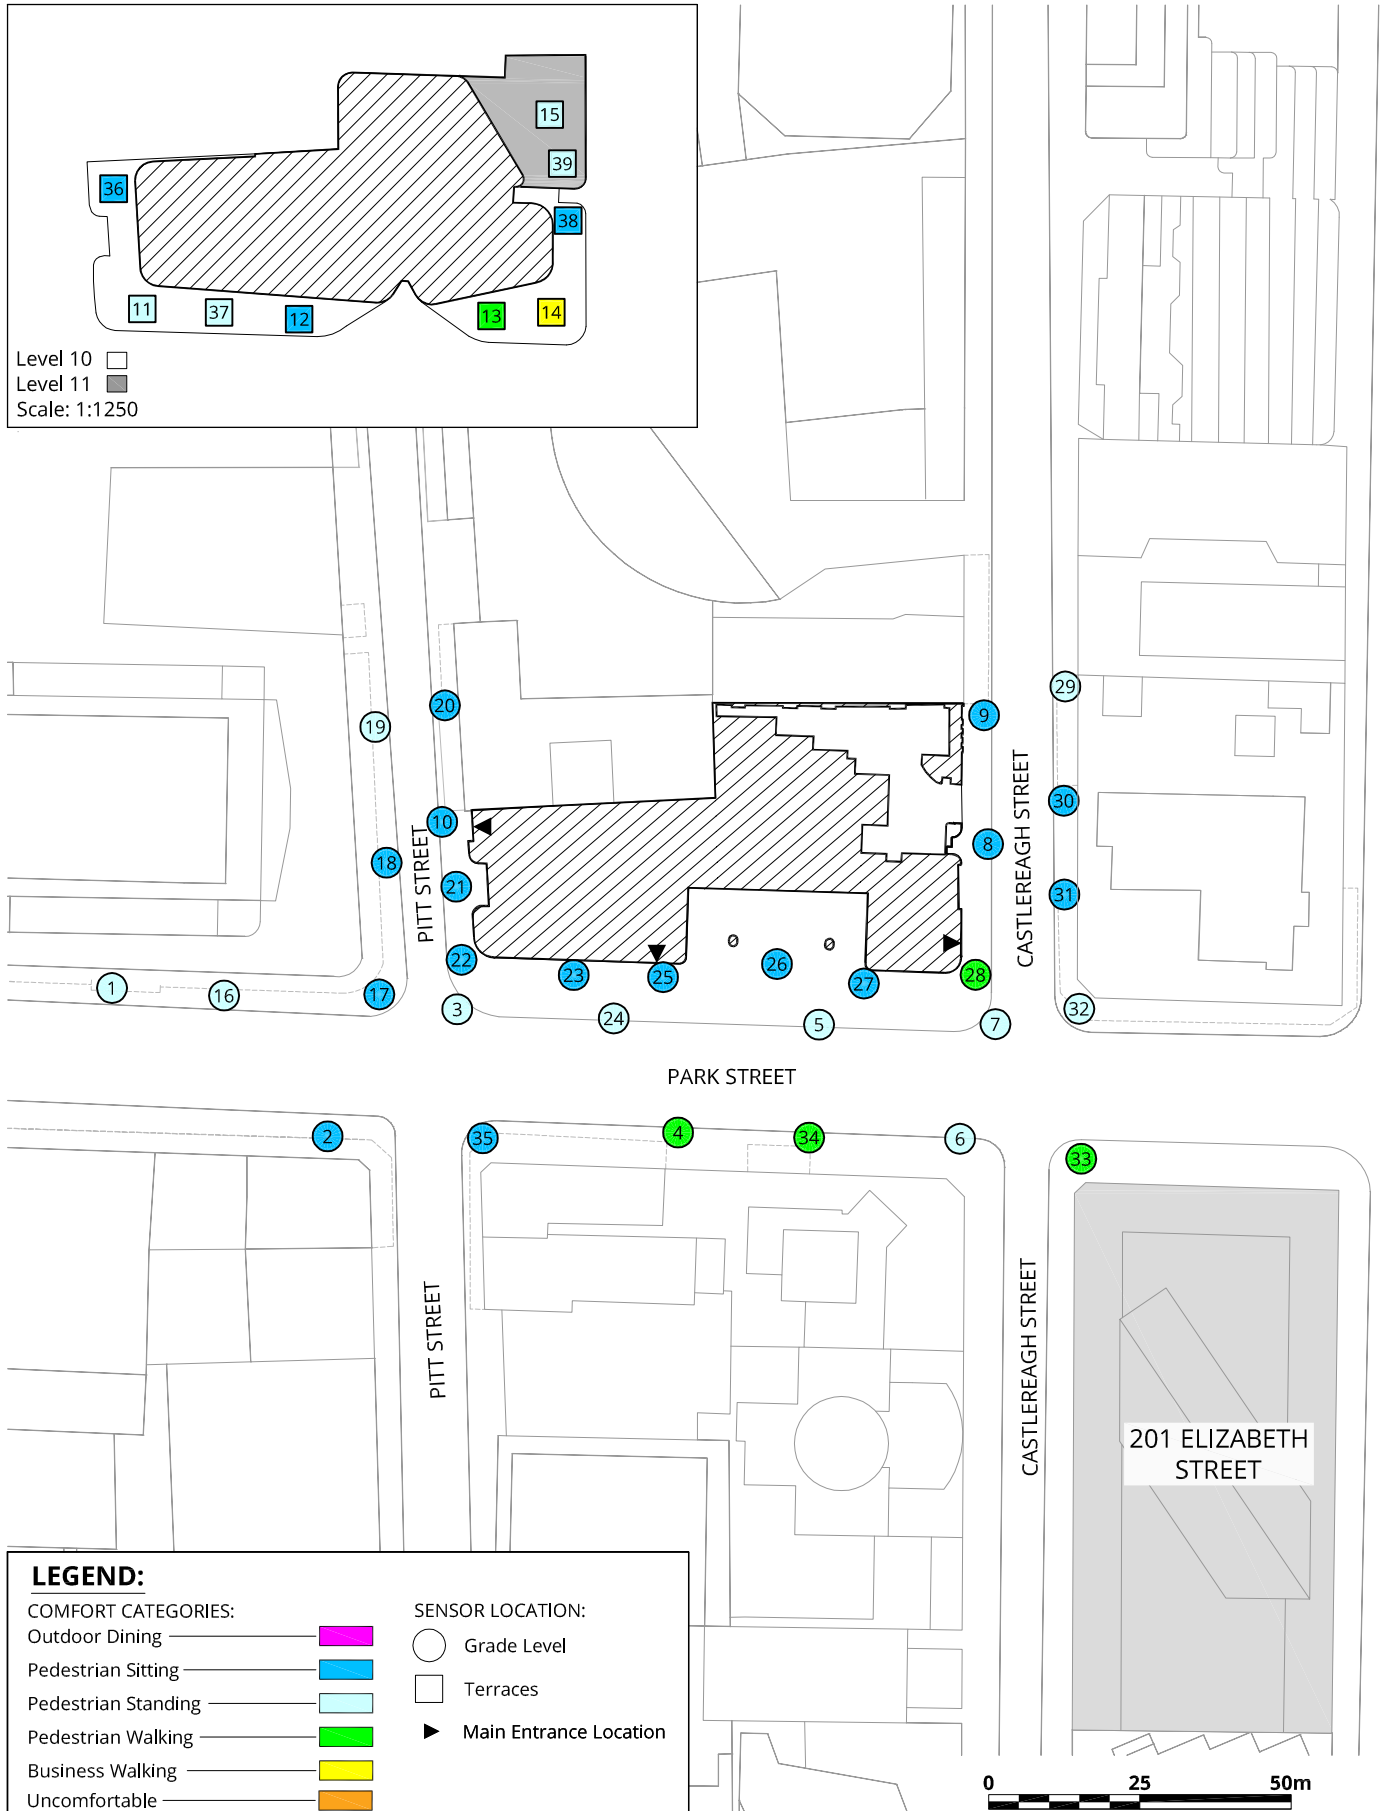 15
39
36
38
11
37
12
13
14
Level 10
Level 11
Scale: 1:1250
29
20
9
19
30
10
8
18
PITT STREET
CASTLEREAGH STREET
21
31
22
23
25
26
27
28
1
16
17
3
24
5
7
32
PARK STREET
2
35
4
34
6
33
PITT STREET
CASTLEREAGH STREET
201 ELIZABETH
STREET
LEGEND:
COMFORT CATEGORIES:
Outdoor Dining
Pedestrian Sitting
Pedestrian Standing
Pedestrian Walking
Business Walking
Uncomfortable
SENSOR LOCATION:
Grade Level
Terraces
Main Entrance Location
0 25 50m